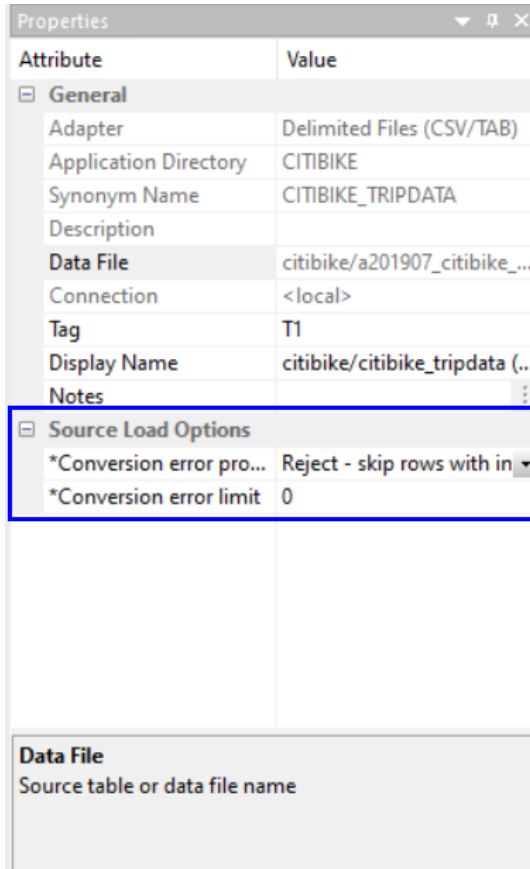 Properties
Attribute Value
General
Adapter Delimited Files (CSV/TAB)
Application Directory CITIBIKE
Synonym Name CITIBIKE_TRIPDATA
Description
Data File citibike/a201907_citibike_...
Connection <local>
Tag T1
Display Name citibike/citibike_tripdata (...
Notes
Source Load Options
*Conversion error pro... Reject - skip rows with in
*Conversion error limit 0
Data File
Source table or data file name